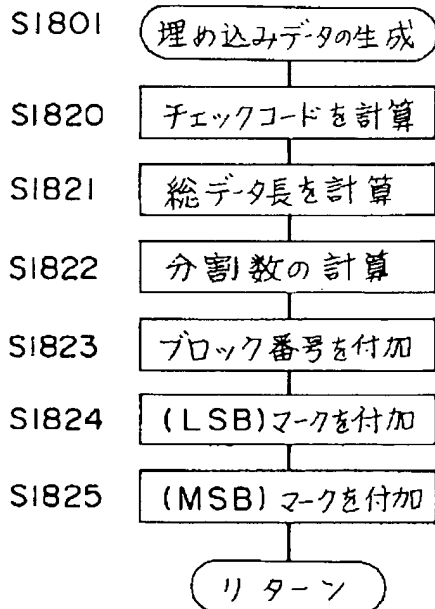 S1801 埋め込みデータの生成
S1820 チェックコードを計算
S1821 総データ長を計算
S1822 分割数の計算
S1823 ブロック番号を付加
S1824 (LSB)マークを付加
S1825 (MSB)マークを付加
リターン